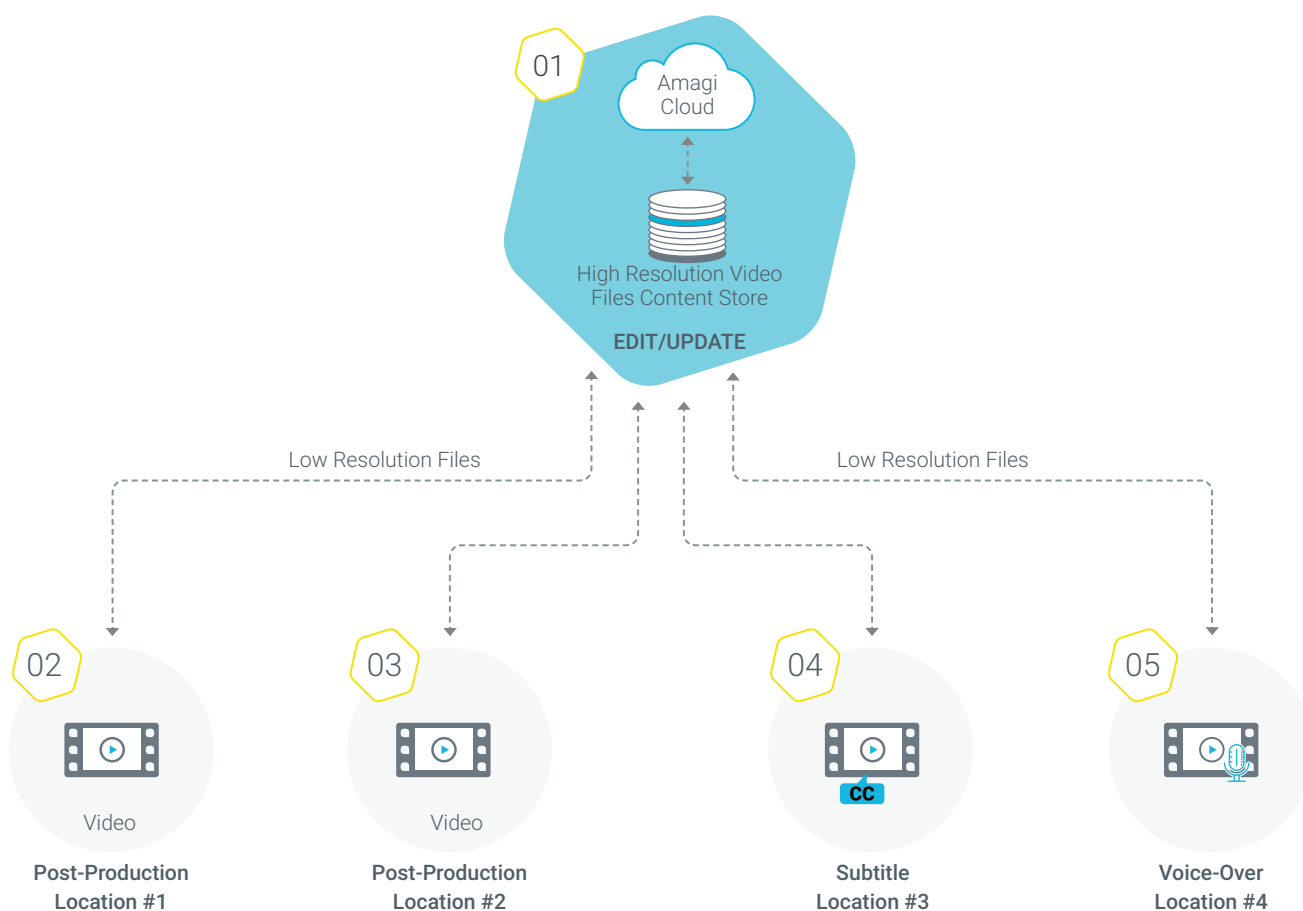 01
Amagi
Cloud
High Resolution Video
Files Content Store
EDIT/UPDATE
Low Resolution Files
Low Resolution Files
02
03
04
05
CC
Video
Video
Post-Production
Location #1
Post-Production
Location #2
Subtitle
Location #3
Voice-Over
Location #4